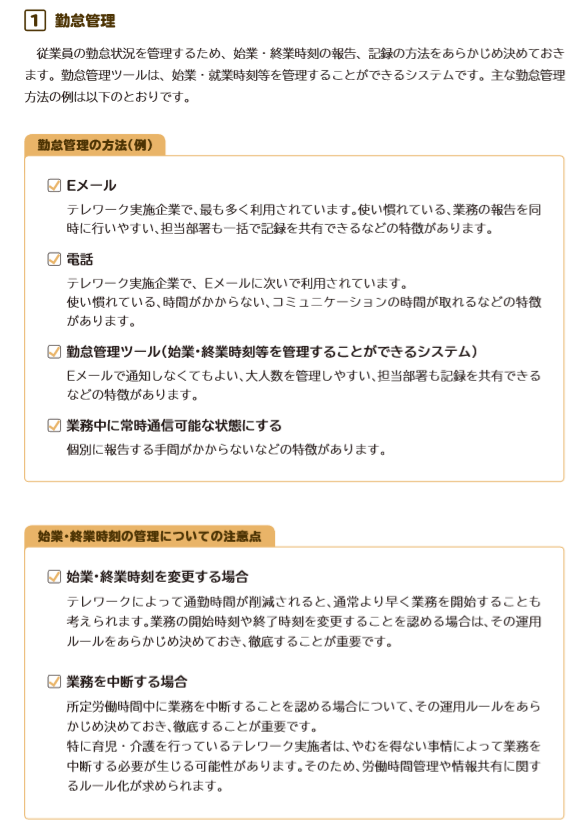 1 勤怠管理
従業員の勤怠状況を管理するため、始業・終業時刻の報告、記録の方法をあらかじめ決めておき
ます。勤怠管理ツールは、始業・就業時刻等を管理することができるシステムです。主な勤怠管理
方法の例は以下のとおりです。
勤怠管理の方法(例)
Eメール
テレワーク実施企業で、最も多く利用されています。使い慣れている、業務の報告を同
時に行いやすい、担当部署も一括で記録を共有できるなどの特徴があります。
電話
テレワーク実施企業で、Eメールに次いで利用されています。
使い慣れている、時間がかからない、コミュニケーションの時間が取れるなどの特徴
があります。
勤怠管理ツール(始業・終業時刻等を管理することができるシステム)
Eメールで通知しなくてもよい、大人数を管理しやすい、担当部署も記録を共有できる
などの特徴があります。
業務中に常時通信可能な状態にする
個別に報告する手間がかからないなどの特徴があります。
始業・終業時刻の管理についての注意点
始業・終業時刻を変更する場合
テレワークによって通勤時間が削減されると、通常より早く業務を開始することも
考えられます。業務の開始時刻や終了時刻を変更することを認める場合は、その運用
ルールをあらかじめ決めておき、徹底することが重要です。
業務を中断する場合
所定労働時間中に業務を中断することを認める場合について、その運用ルールをあら
かじめ決めておき、徹底することが重要です。
特に育児・介護を行っているテレワーク実施者は、やむを得ない事情によって業務を
中断する必要が生じる可能性があります。そのため、労働時間管理や情報共有に関す
るルール化が求められます。